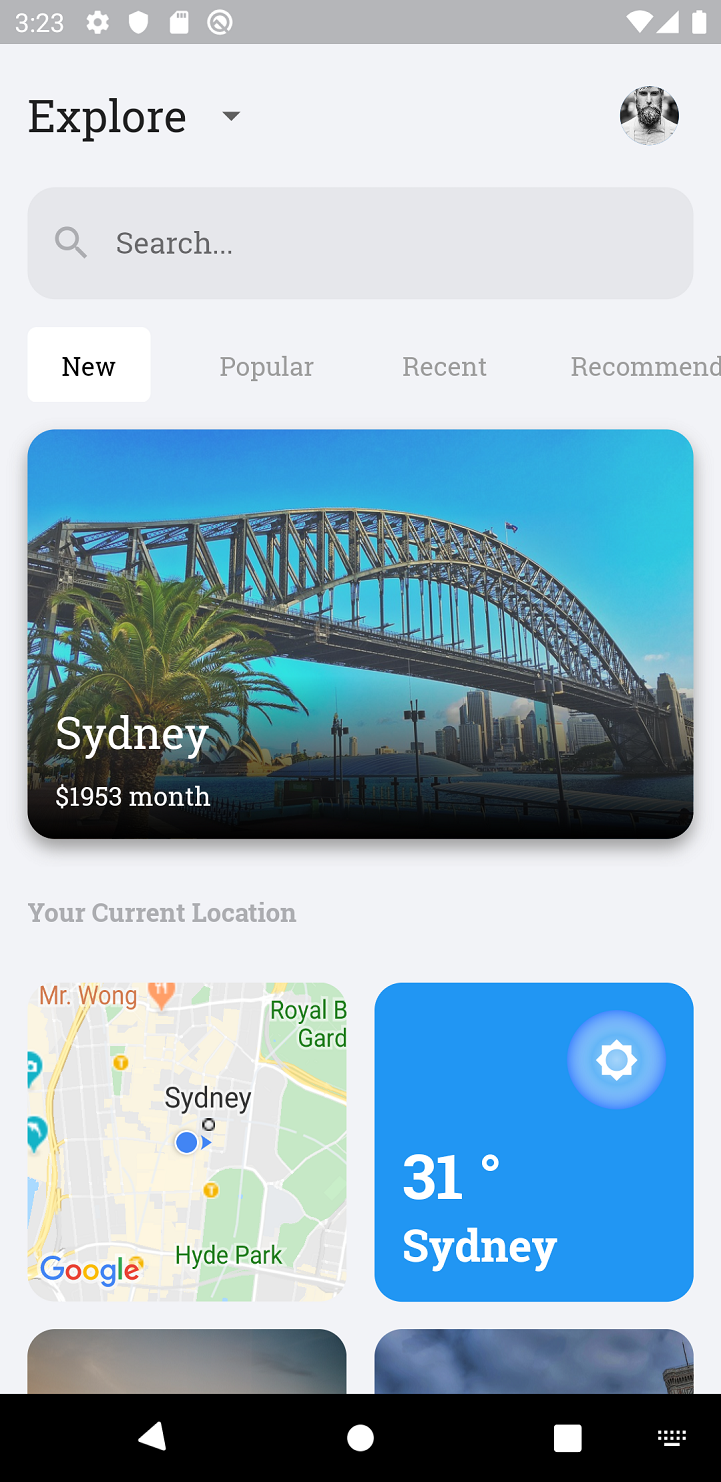 3:23
Explore
Search...
New
Popular
Recent
Recommend
Sydney
$1953 month
Your Current Location
Mr. Wong
Royal B
Gard
Sydney
Hyde Park
Google
31 °
Sydney